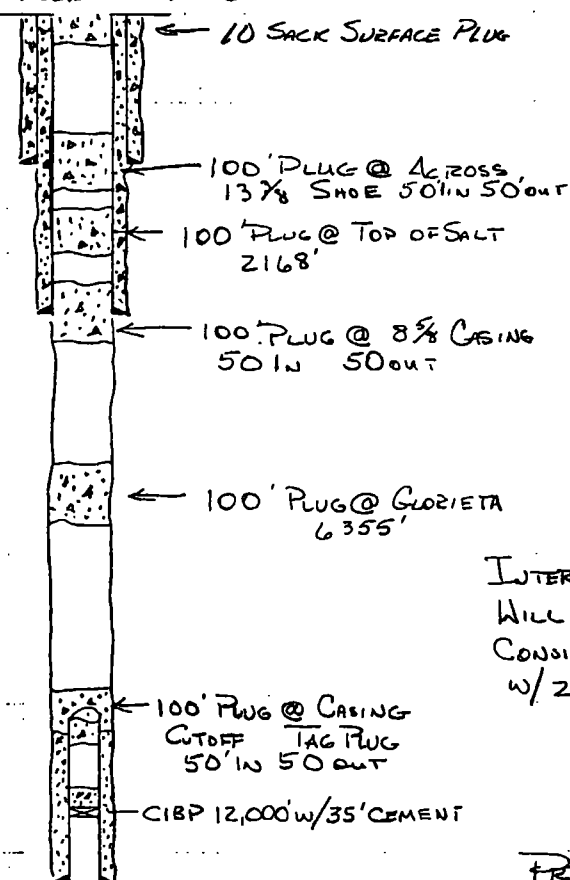 10 SACK SURFACE PLUG
100' PLUG @ ACROSS
13 3/8 SHOE 50'IN 50'OUT
100' PLUG @ TOP OF SALT
2168'
100' PLUG @ 8 5/8 CASING
50 IN 50 OUT
100' PLUG @ GLORIETA
6355'
INTER
WILL
CONDI
W/ 2
100' PLUG @ CASING
CUTOFF TAG PLUG
50' IN 50 OUT
CIBP 12,000' W/ 35' CEMENT